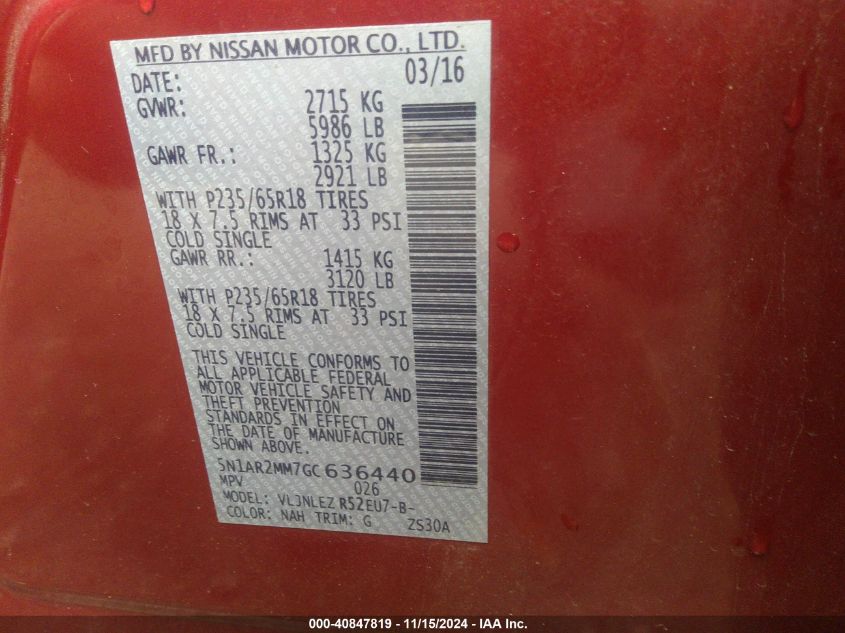 MFD BY NISSAN MOTOR CO., LTD.
DATE: 03/16
GVWR: 2715 KG
5986 LB
GAWR FR.: 1325 KG
2921 LB
WITH P235/65R18 TIRES
18 X 7.5 RIMS AT 33 PSI
COLD SINGLE
GAWR RR.: 1415 KG
3120 LB
WITH P235/65R18 TIRES
18 X 7.5 RIMS AT 33 PSI
COLD SINGLE
THIS VEHICLE CONFORMS TO
ALL APPLICABLE FEDERAL
MOTOR VEHICLE SAFETY AND
THEFT PREVENTION
STANDARDS IN EFFECT ON
THE DATE OF MANUFACTURE
SHOWN ABOVE.
5N1AR2MM7GC636440
MPV 026
MODEL: VLJNLEZ R52EU7-B-
COLOR: NAH TRIM: G ZS30A
000-40847819 - 11/15/2024 - IAA Inc.